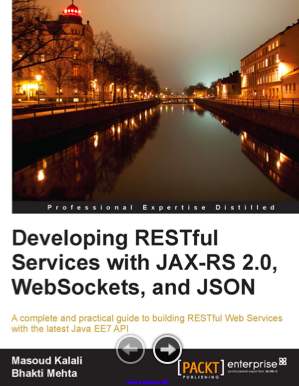 Professional Expertise Distilled
Developing RESTful
Services with JAX-RS 2.0,
WebSockets, and JSON
A complete and practical guide to building RESTful Web Services
with the latest Java EE7 API
Masoud Kalali
Bhakti Mehta
[PACKT]
PUBLISHING
enterprise